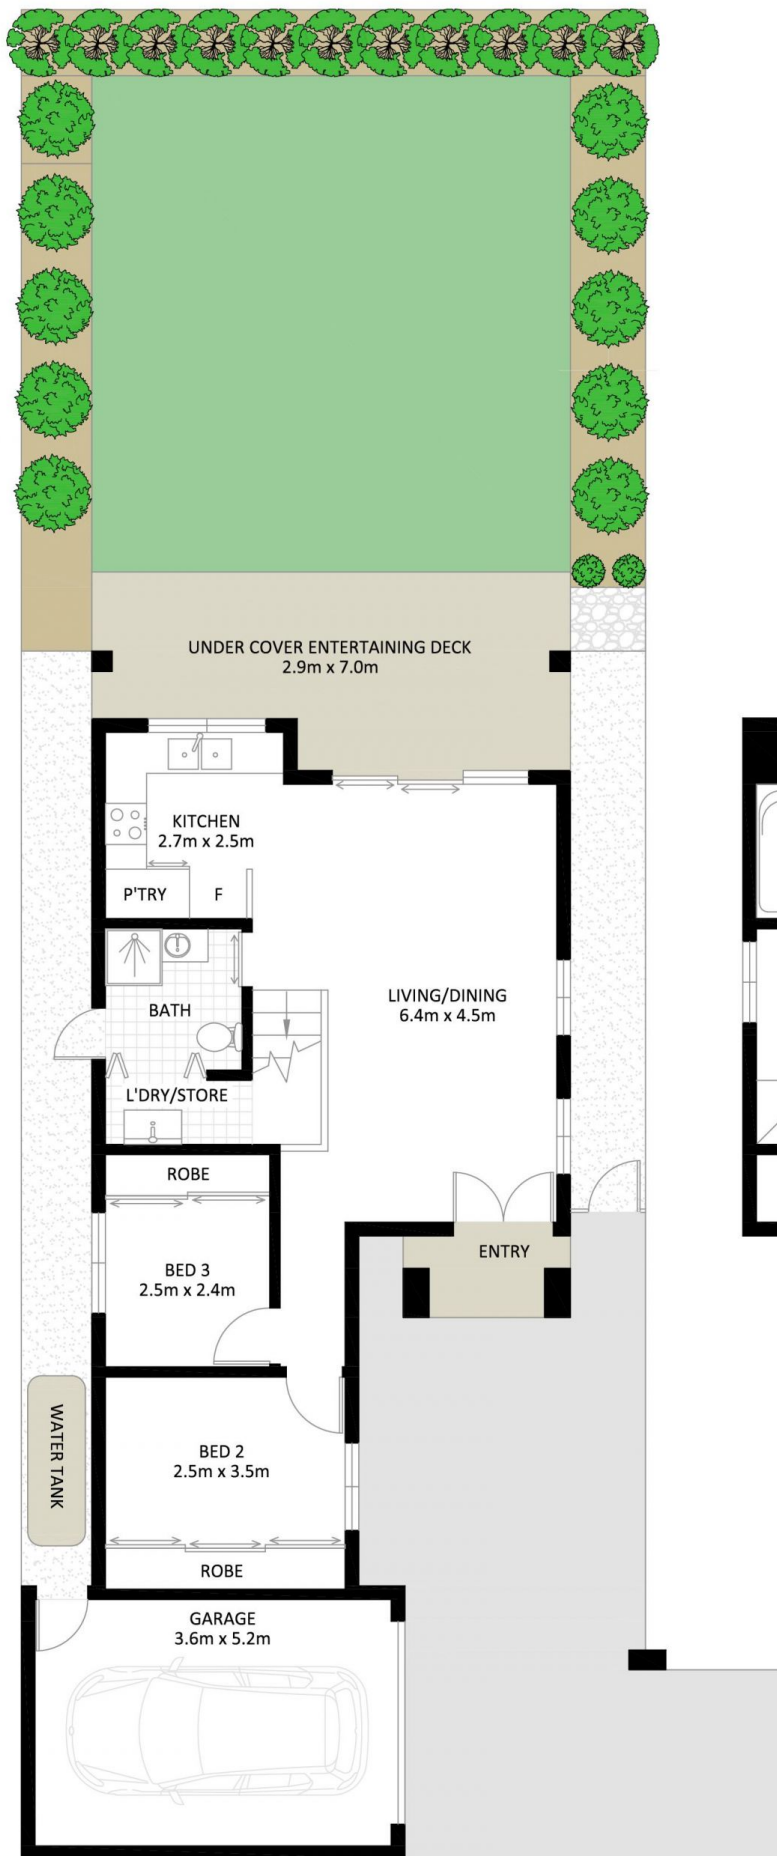 UNDER COVER ENTERTAINING DECK
2.9m x 7.0m
KITCHEN
2.7m x 2.5m
P'TRY
F
BATH
LIVING/DINING
6.4m x 4.5m
L'DRY/STORE
ROBE
BED 3
2.5m x 2.4m
ENTRY
WATER TANK
BED 2
2.5m x 3.5m
ROBE
GARAGE
3.6m x 5.2m